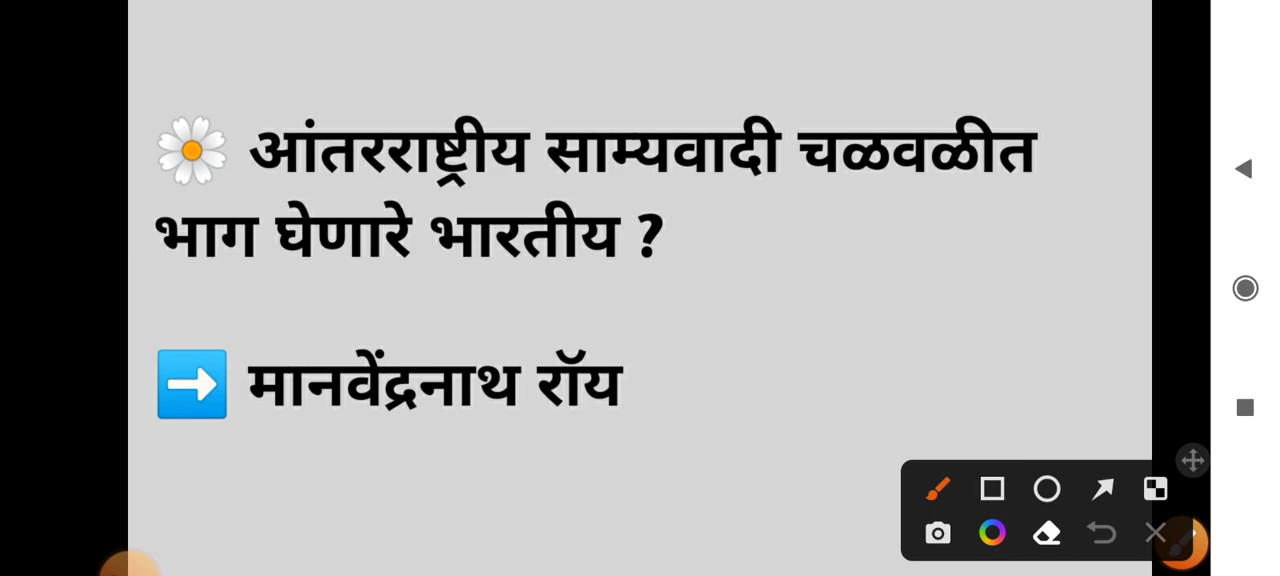 🌼 आंतरराष्ट्रीय साम्यवादी चळवळीत
भाग घेणारे भारतीय ?
➡️ मानवेंद्रनाथ रॉय